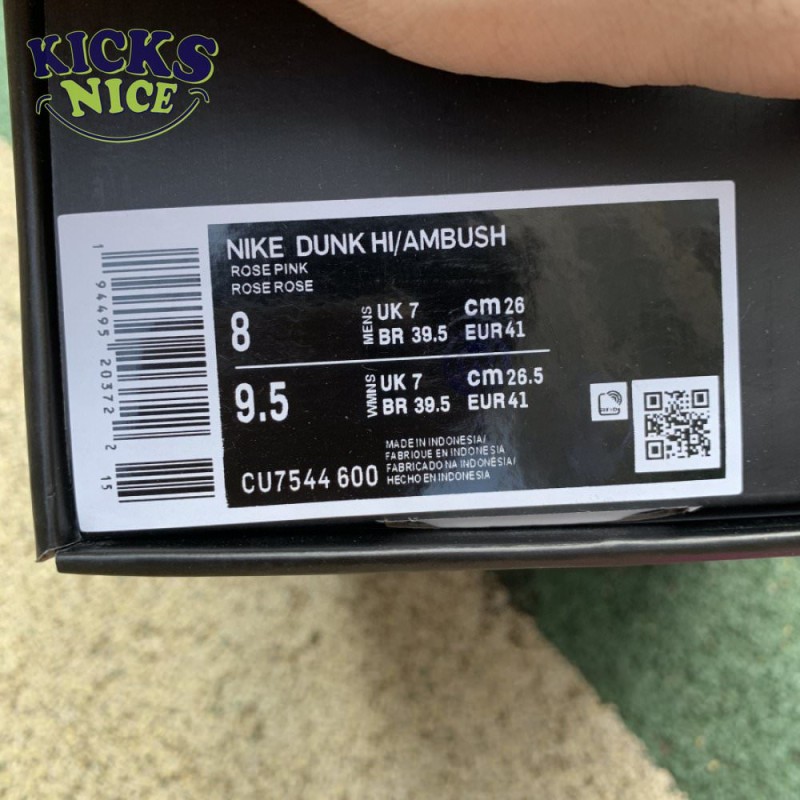 KICKS
NICE
NIKE DUNK HI/AMBUSH
ROSE PINK
ROSE ROSE
8
MENS
UK 7 cm 26
BR 39.5 EUR 41
9.5
WMNS
UK 7 cm 26.5
BR 39.5 EUR 41
MADE IN INDONESIA/
FABRIQUE EN INDONESIA
FABRICADO NA INDONÉSIA/
HECHO EN INDONESIA
CU7544 600
1 94495 20372 2 15